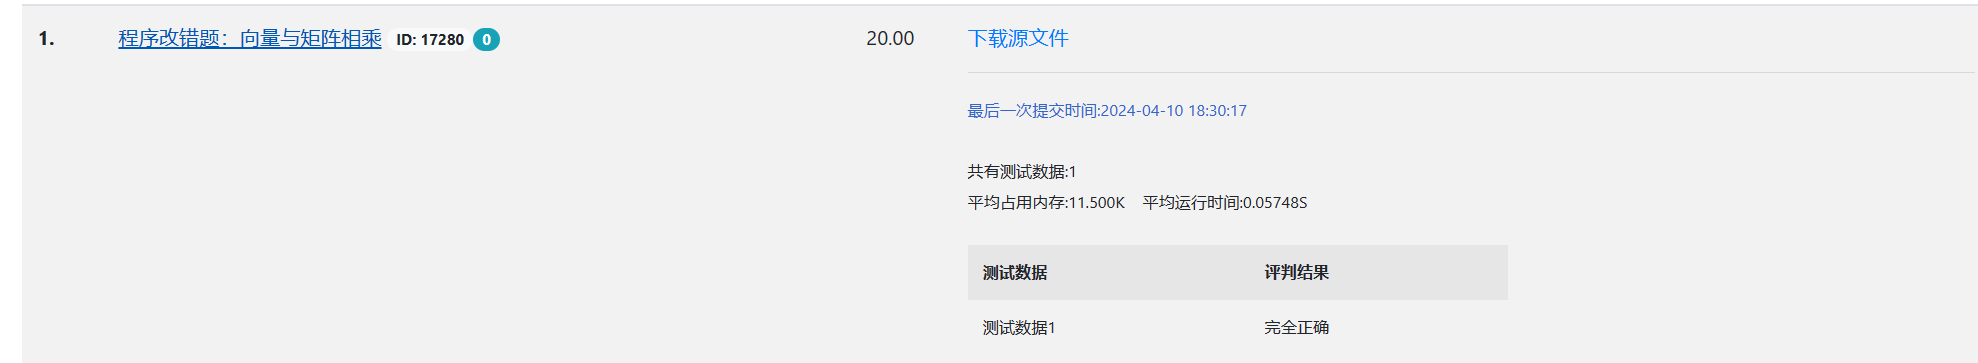 1. 程序改错题：向量与矩阵相乘 ID: 17280 0 20.00 下载源文件
最后一次提交时间:2024-04-10 18:30:17
共有测试数据:1
平均占用内存:11.500K 平均运行时间:0.05748S
测试数据 评判结果
测试数据1 完全正确